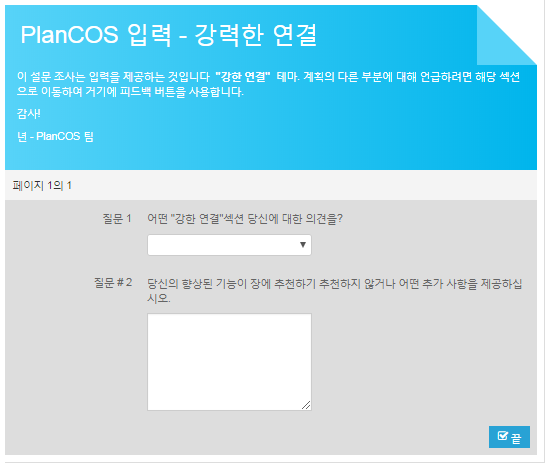 PlanCOS 입력 - 강력한 연결
이 설문 조사는 입력을 제공하는 것입니다 "강한 연결" 테마. 계획의 다른 부분에 대해 언급하려면 해당 섹션
으로 이동하여 거기에 피드백 버튼을 사용합니다.
감사!
년 - PlanCOS 팀
페이지 1의 1
질문 1 어떤 "강한 연결"섹션 당신에 대한 의견을?
질문 # 2 당신의 향상된 기능이 장에 추천하기 추천하지 않거나 어떤 추가 사항을 제공하십
시오.
끝